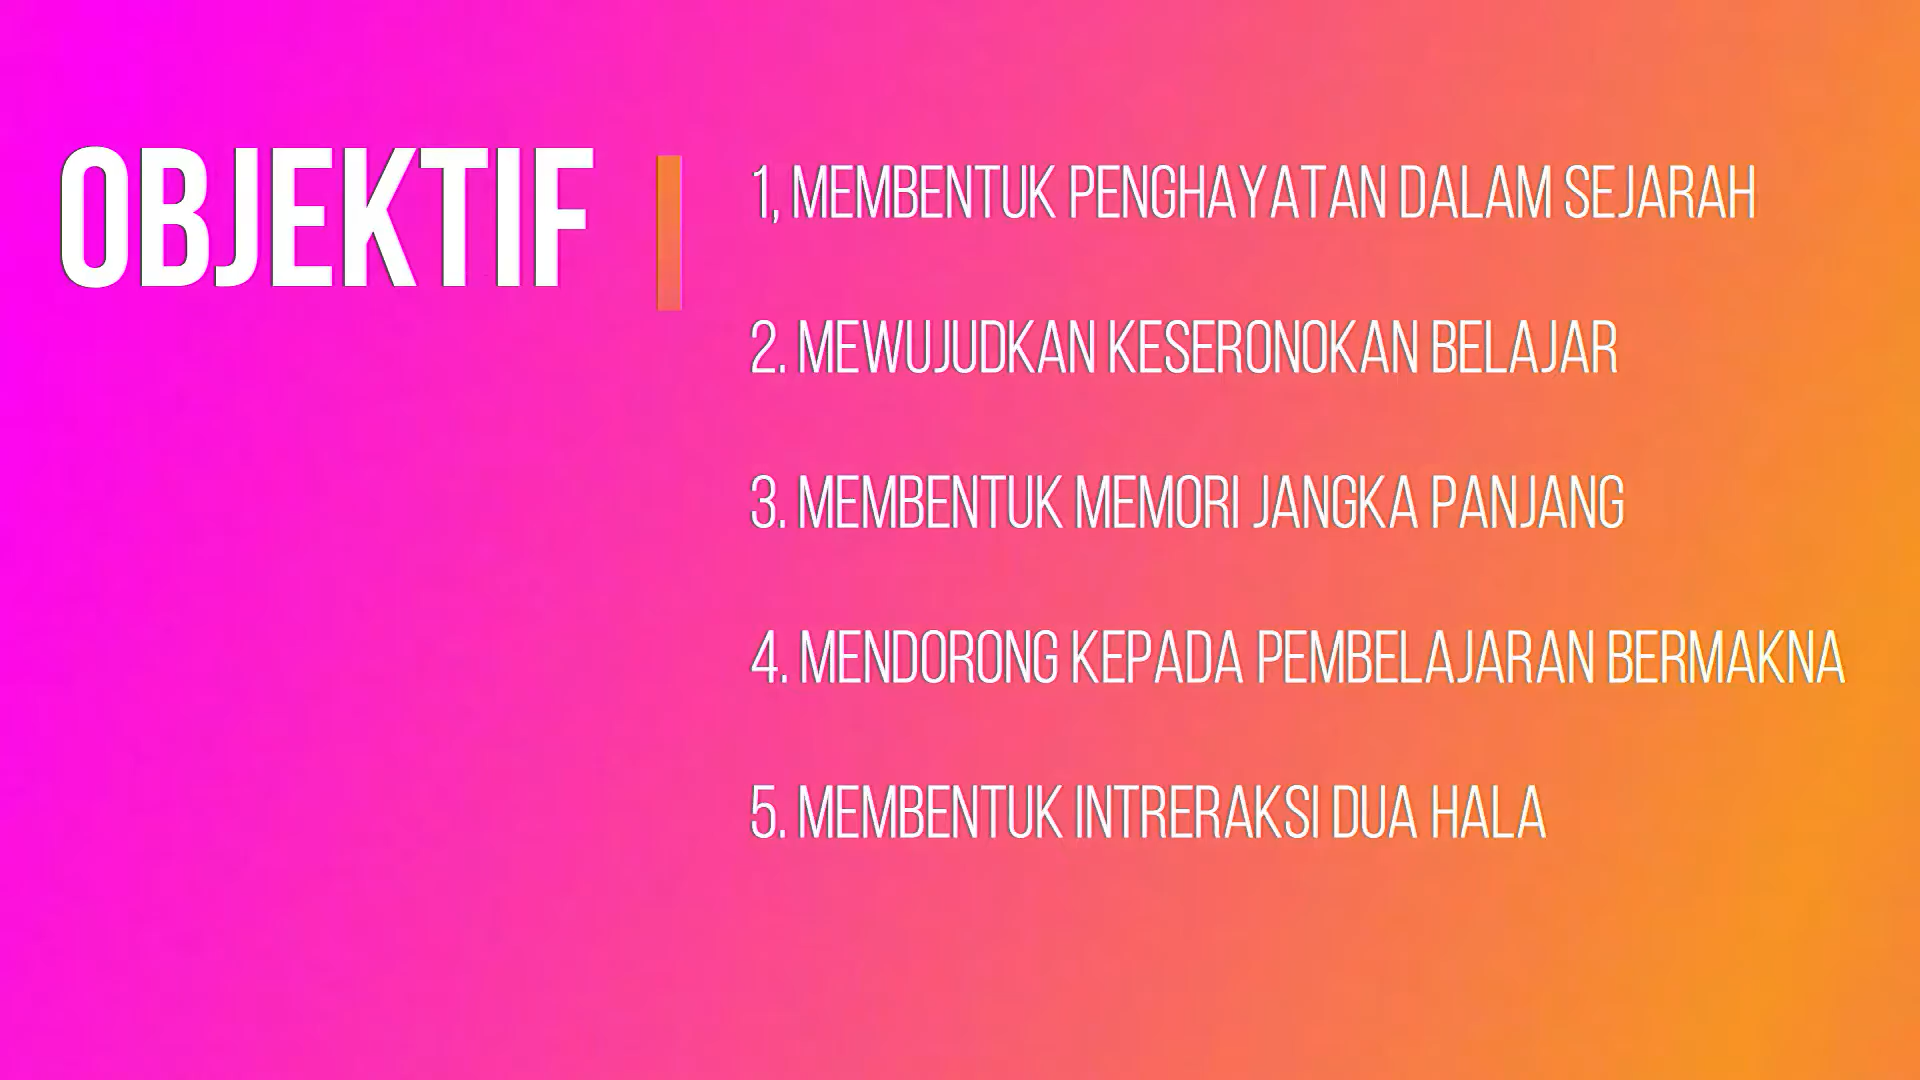 OBJEKTIF
1, MEMBENTUK PENGHAYATAN DALAM SEJARAH
2. MEWUJUDKAN KESERONOKAN BELAJAR
3. MEMBENTUK MEMORI JANGKA PANJANG
4. MENDORONG KEPADA PEMBELAJARAN BERMAKNA
5. MEMBENTUK INTRERAKSI DUA HALA